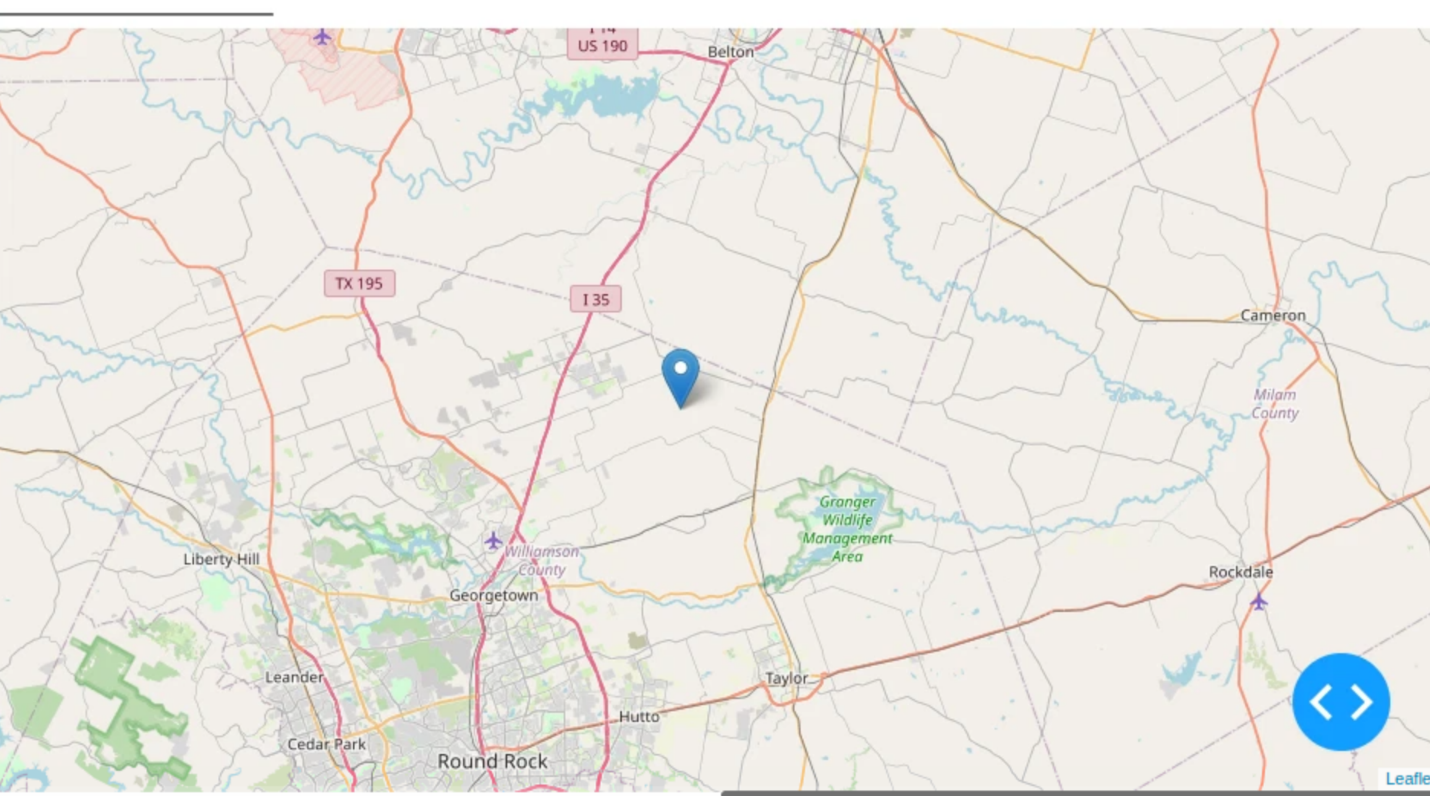 US 190
Belton
TX 195
I 35
Cameron
Milam
County
Granger
Wildlife
Management
Area
Williamson
County
Liberty Hill
Georgetown
Rockdale
Leander
Taylor
Hutto
Cedar Park
Round Rock
Leafle